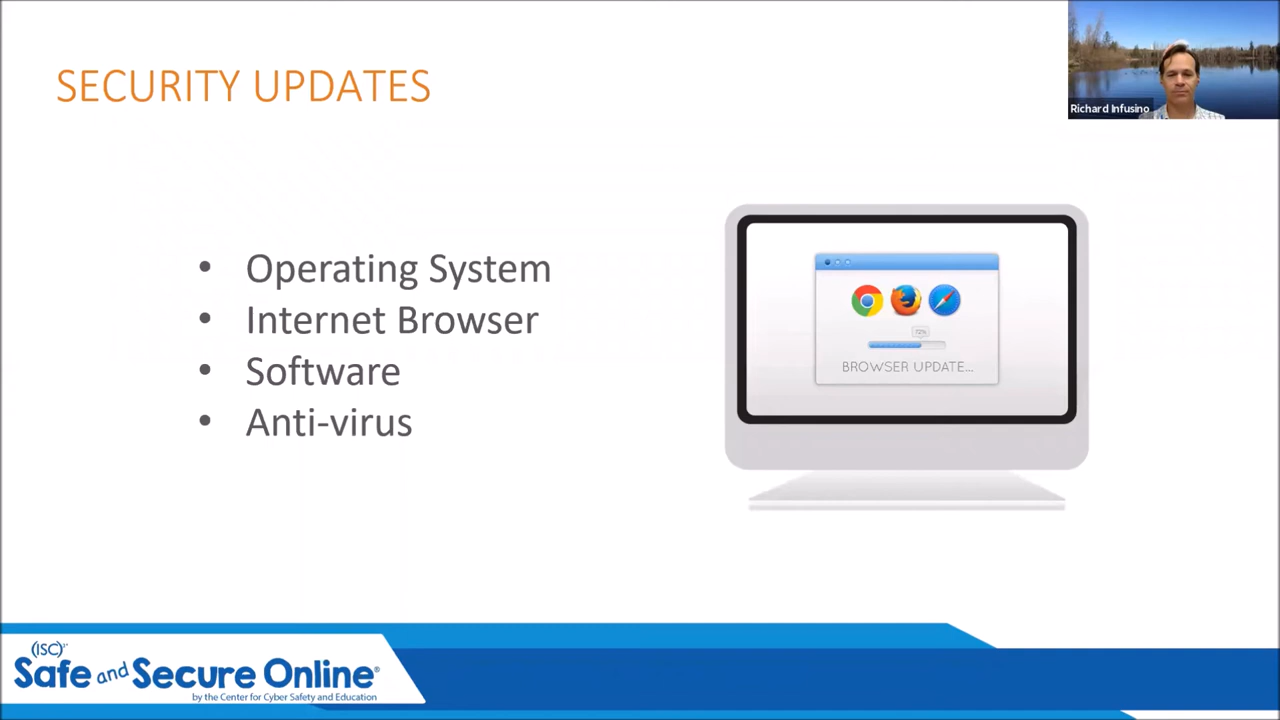 SECURITY UPDATES
Richard Infusino
• Operating System
• Internet Browser
• Software
• Anti-virus
72%
BROWSER UPDATE...
(ISC)²®
Safe and Secure Online®
by the Center for Cyber Safety and Education